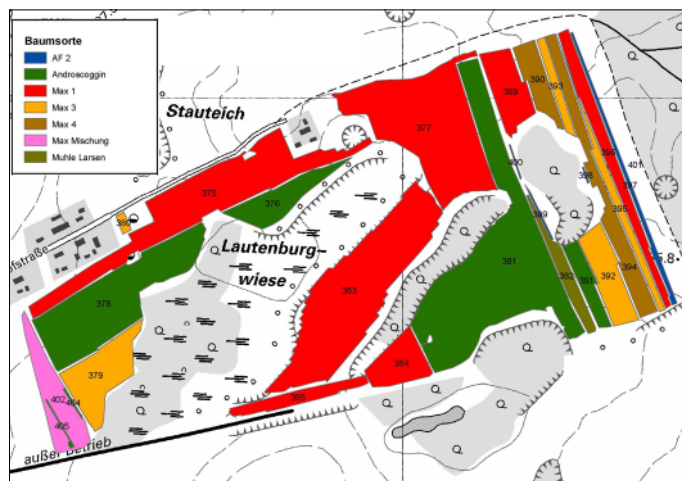 Baumsorte
AF 2
Androscoggin
Max 1
Max 3
Max 4
Max Mischung
Muhle Larsen
Stauteich
Lautenburg-
wiese
außer Betrieb
375
376
377
378
379
380
381
382
383
384
385
389
390
391
392
393
394
395
396
397
398
399
400
401
402
404
405